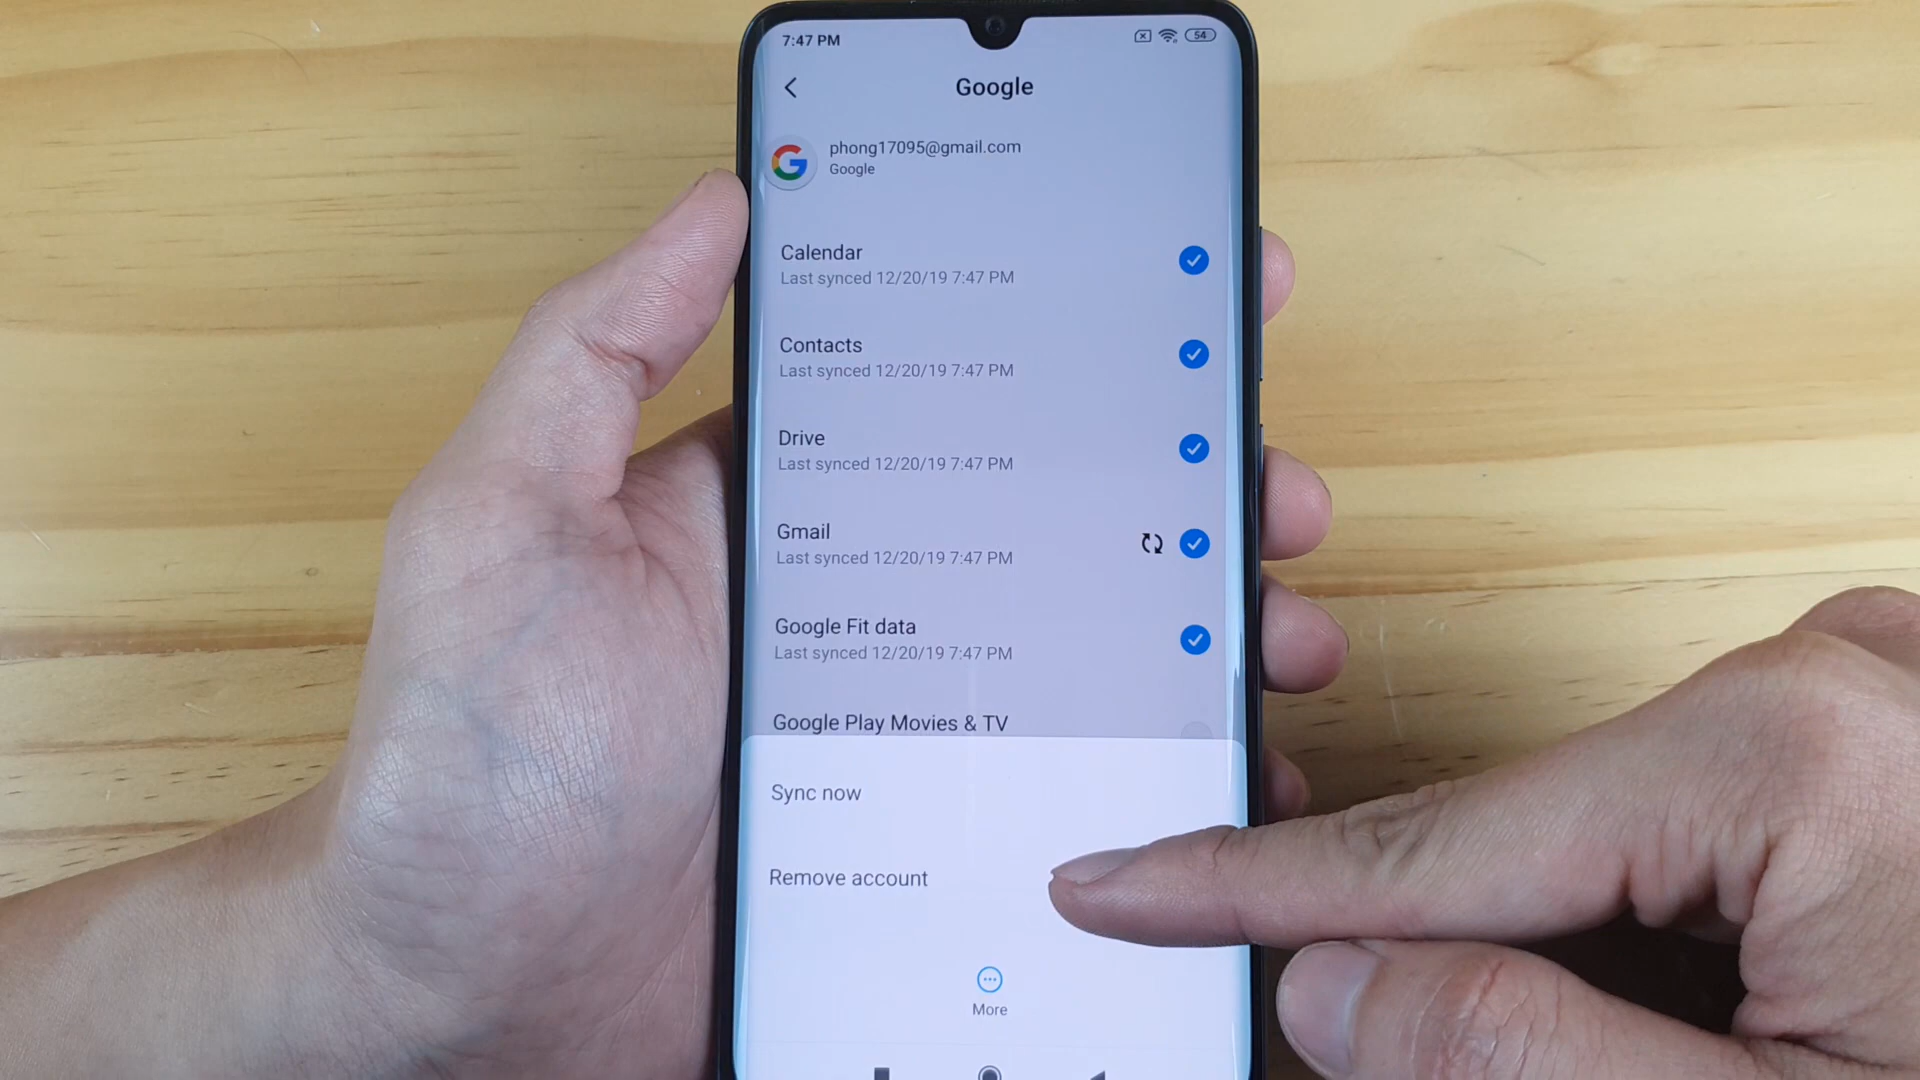 7:47 PM
54
Google
phong17095@gmail.com
Google
Calendar
Last synced 12/20/19 7:47 PM
Contacts
Last synced 12/20/19 7:47 PM
Drive
Last synced 12/20/19 7:47 PM
Gmail
Last synced 12/20/19 7:47 PM
Google Fit data
Last synced 12/20/19 7:47 PM
Google Play Movies & TV
Sync now
Remove account
More